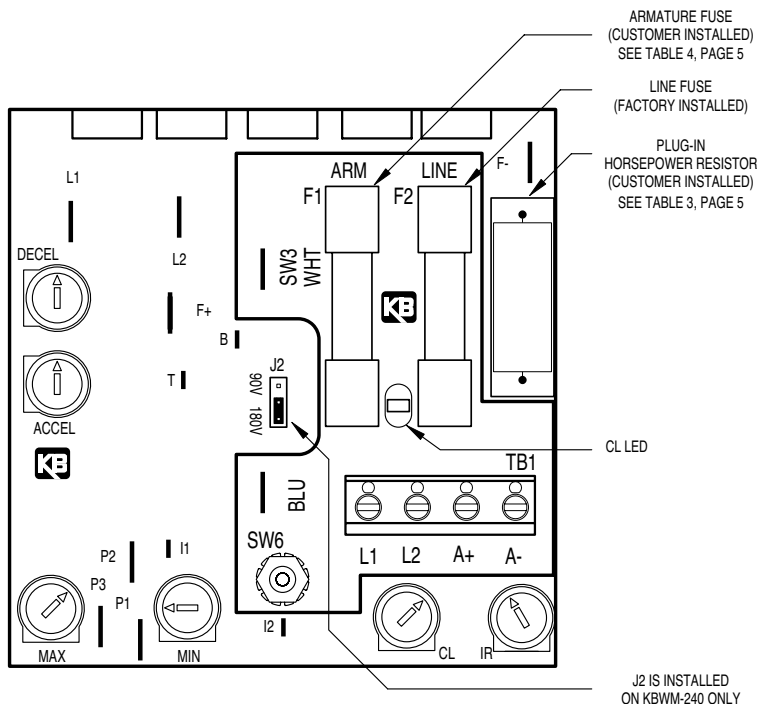 ARMATURE FUSE
(CUSTOMER INSTALLED)
SEE TABLE 4, PAGE 5
LINE FUSE
(FACTORY INSTALLED)
PLUG-IN
HORSEPOWER RESISTOR
(CUSTOMER INSTALLED)
SEE TABLE 3, PAGE 5
ARM
LINE
F-
F1
F2
L1
L2
DECEL
SW3
WHT
F+
KB
B
J2
T
90V
180V
ACCEL
CL LED
KB
TB1
BLU
SW6
L1
L2
A+
A-
I1
P2
P3
P1
I2
MAX
MIN
CL
IR
J2 IS INSTALLED
ON KBWM-240 ONLY